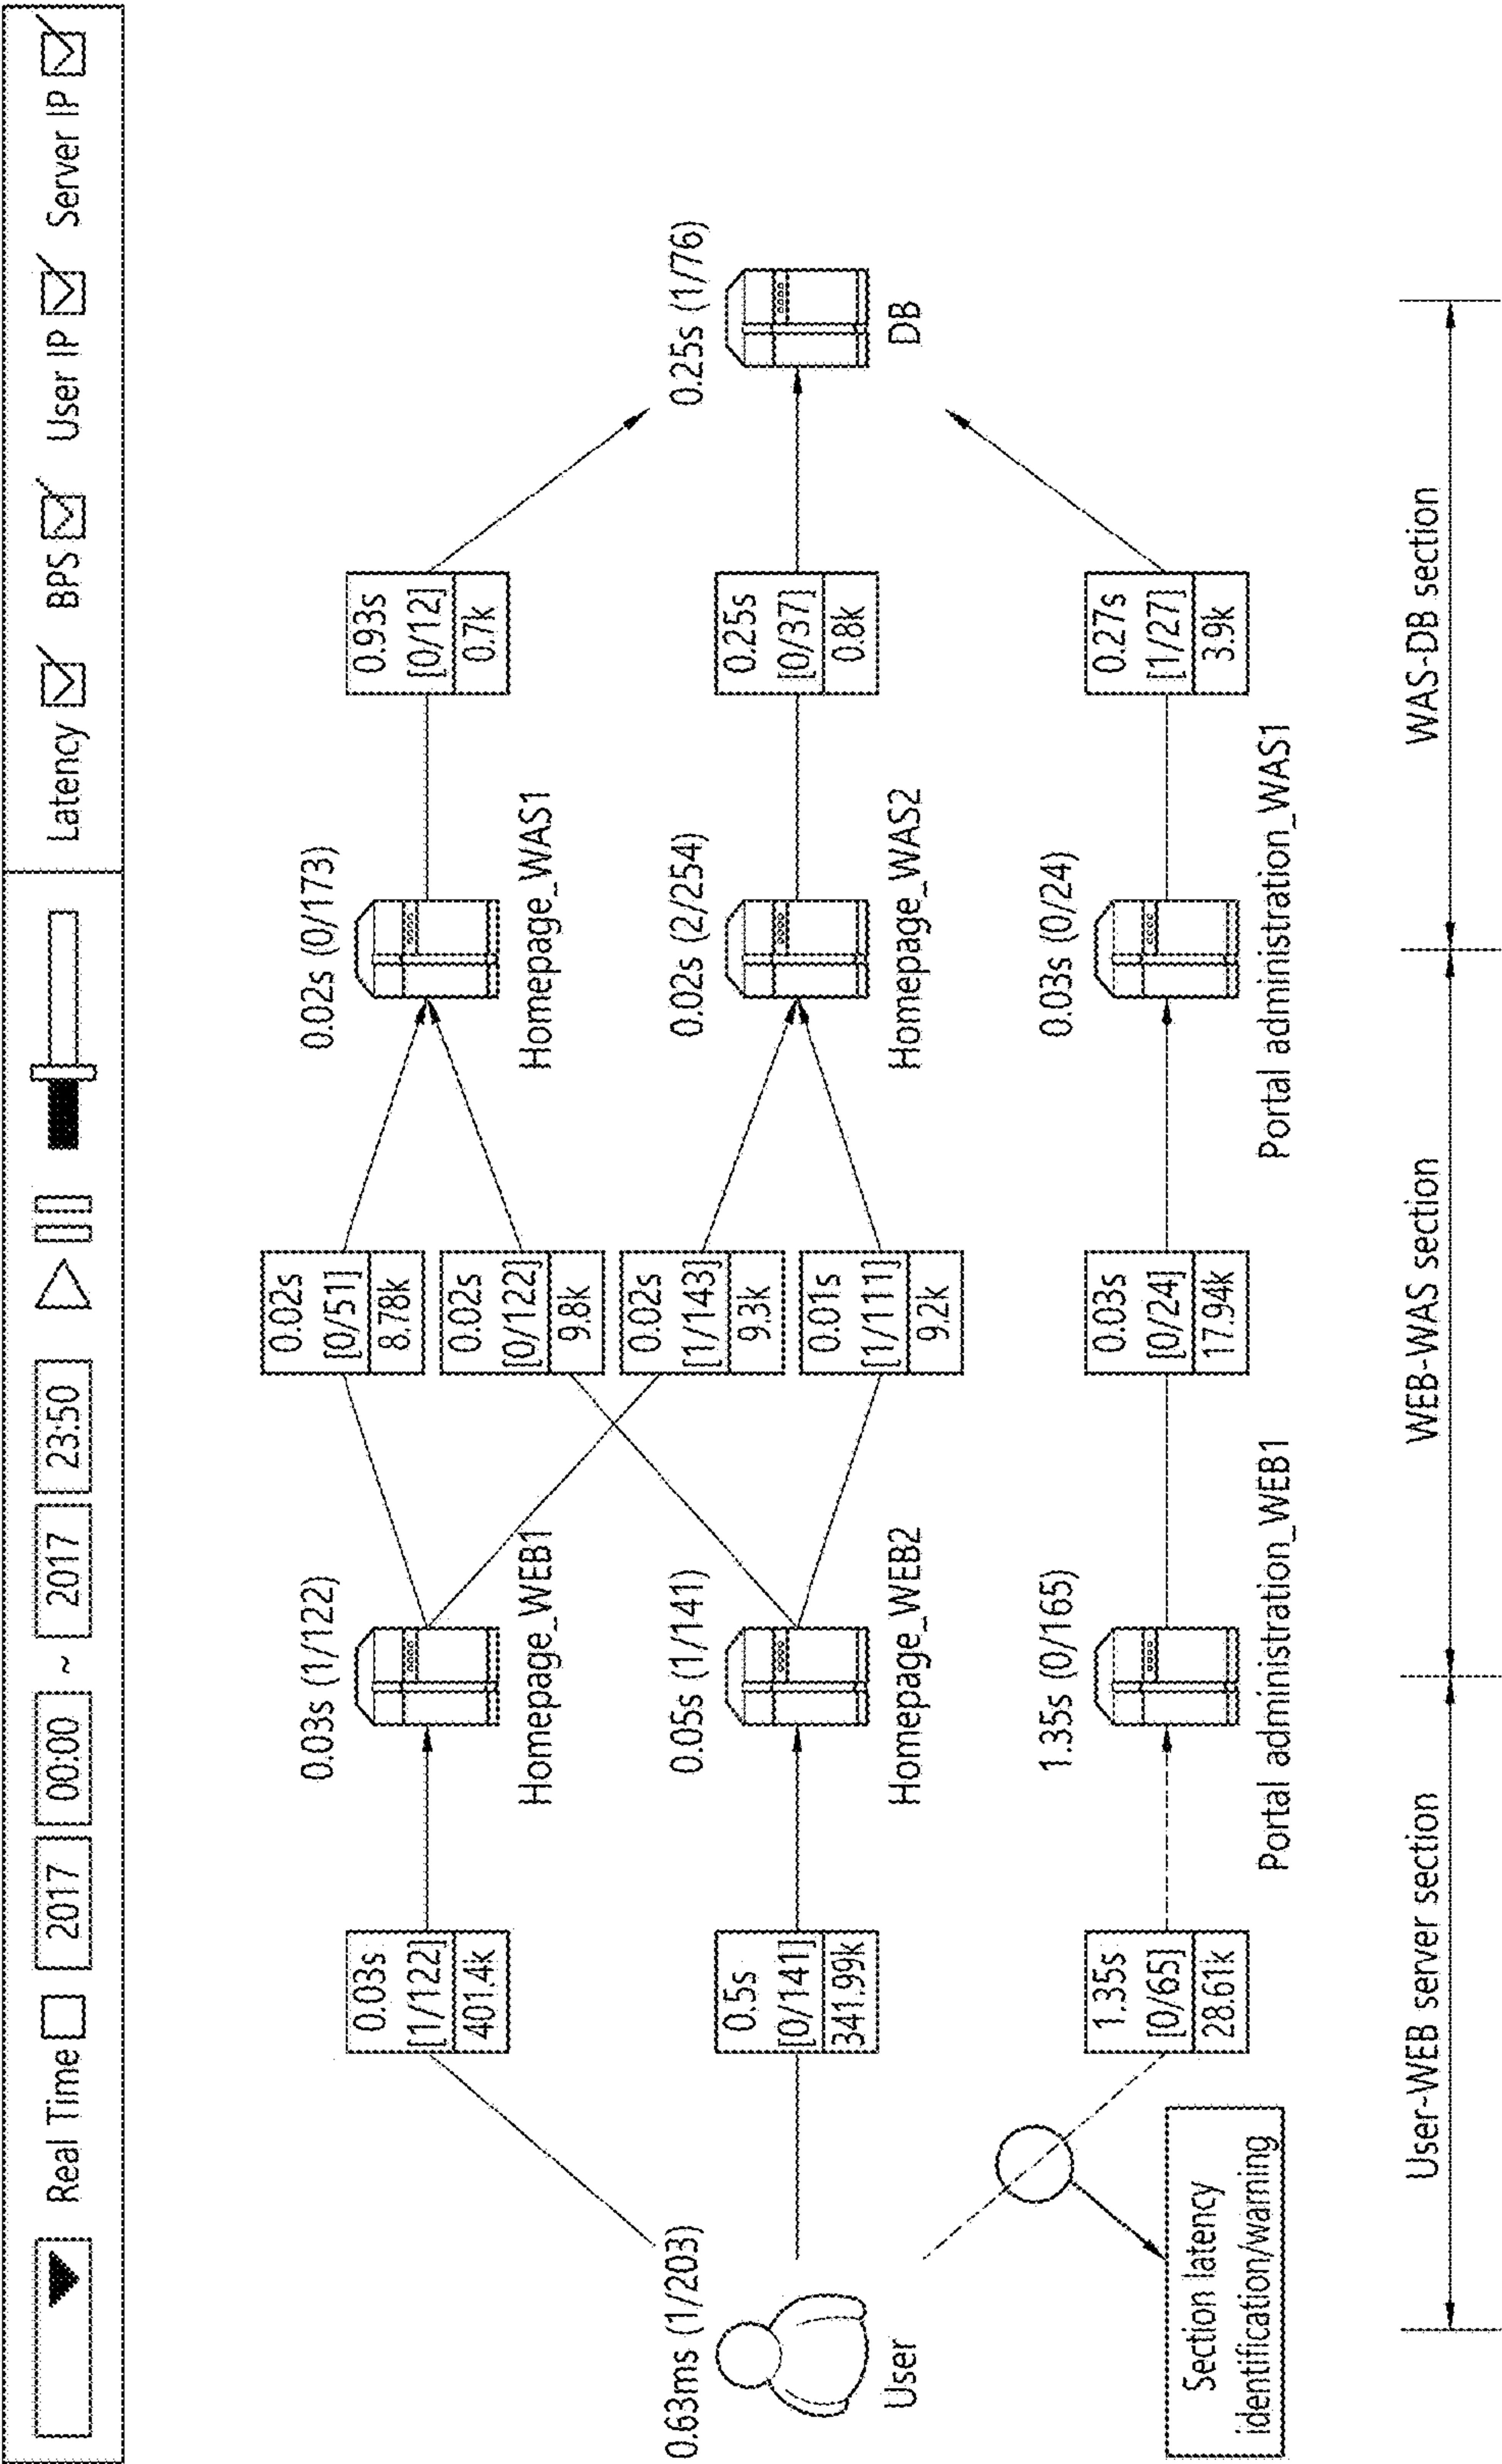 Real Time
2017
00:00
~
2017
23:50
Latency
BPS
User IP
Server IP
0.63ms (1/203)
User
0.03s
[1/122]
401.4k
0.5s
[0/141]
341.99k
1.35s
[0/65]
28.61k
Section latency
identification/warning
0.03s (1/122)
Homepage_WEB1
0.05s (1/141)
Homepage_WEB2
1.35s (0/165)
Portal administration_WEB1
0.02s
[0/51]
8.78k
0.02s
[0/122]
9.8k
0.02s
[1/143]
9.3k
0.01s
[1/111]
9.2k
0.03s
[0/24]
17.94k
0.02s (0/173)
Homepage_WAS1
0.02s (2/254)
Homepage_WAS2
0.03s (0/24)
Portal administration_WAS1
0.93s
[0/12]
0.7k
0.25s
[0/37]
0.8k
0.27s
[1/27]
3.9k
0.25s (1/76)
DB
User-WEB server section
WEB-WAS section
WAS-DB section